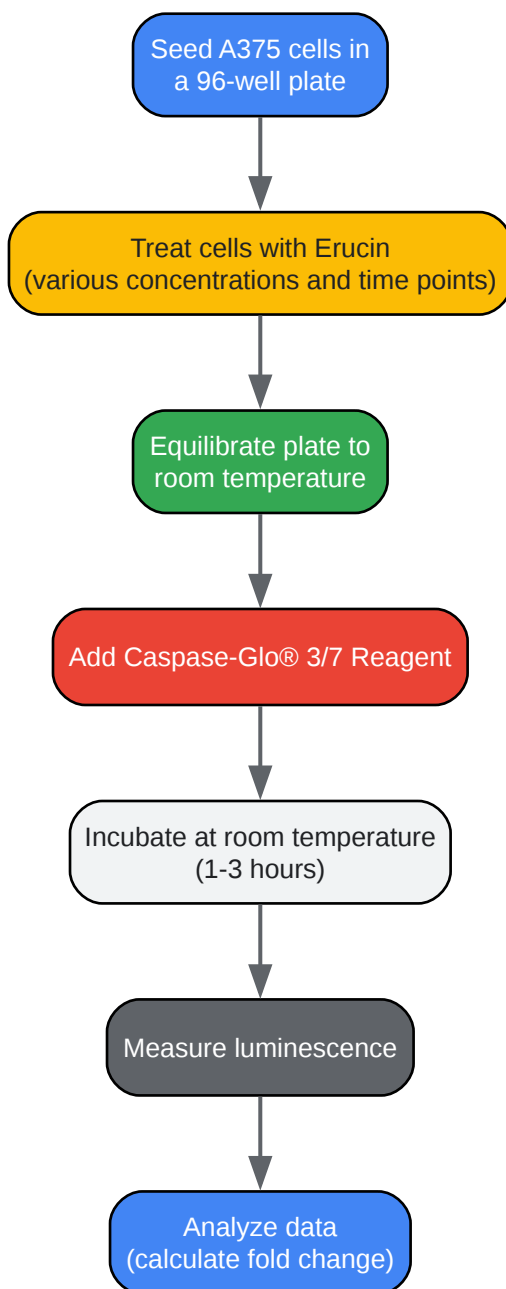 Seed A375 cells in
a 96-well plate
Treat cells with Erucin
(various concentrations and time points)
Equilibrate plate to
room temperature
Add Caspase-Glo® 3/7 Reagent
Incubate at room temperature
(1-3 hours)
Measure luminescence
Analyze data
(calculate fold change)